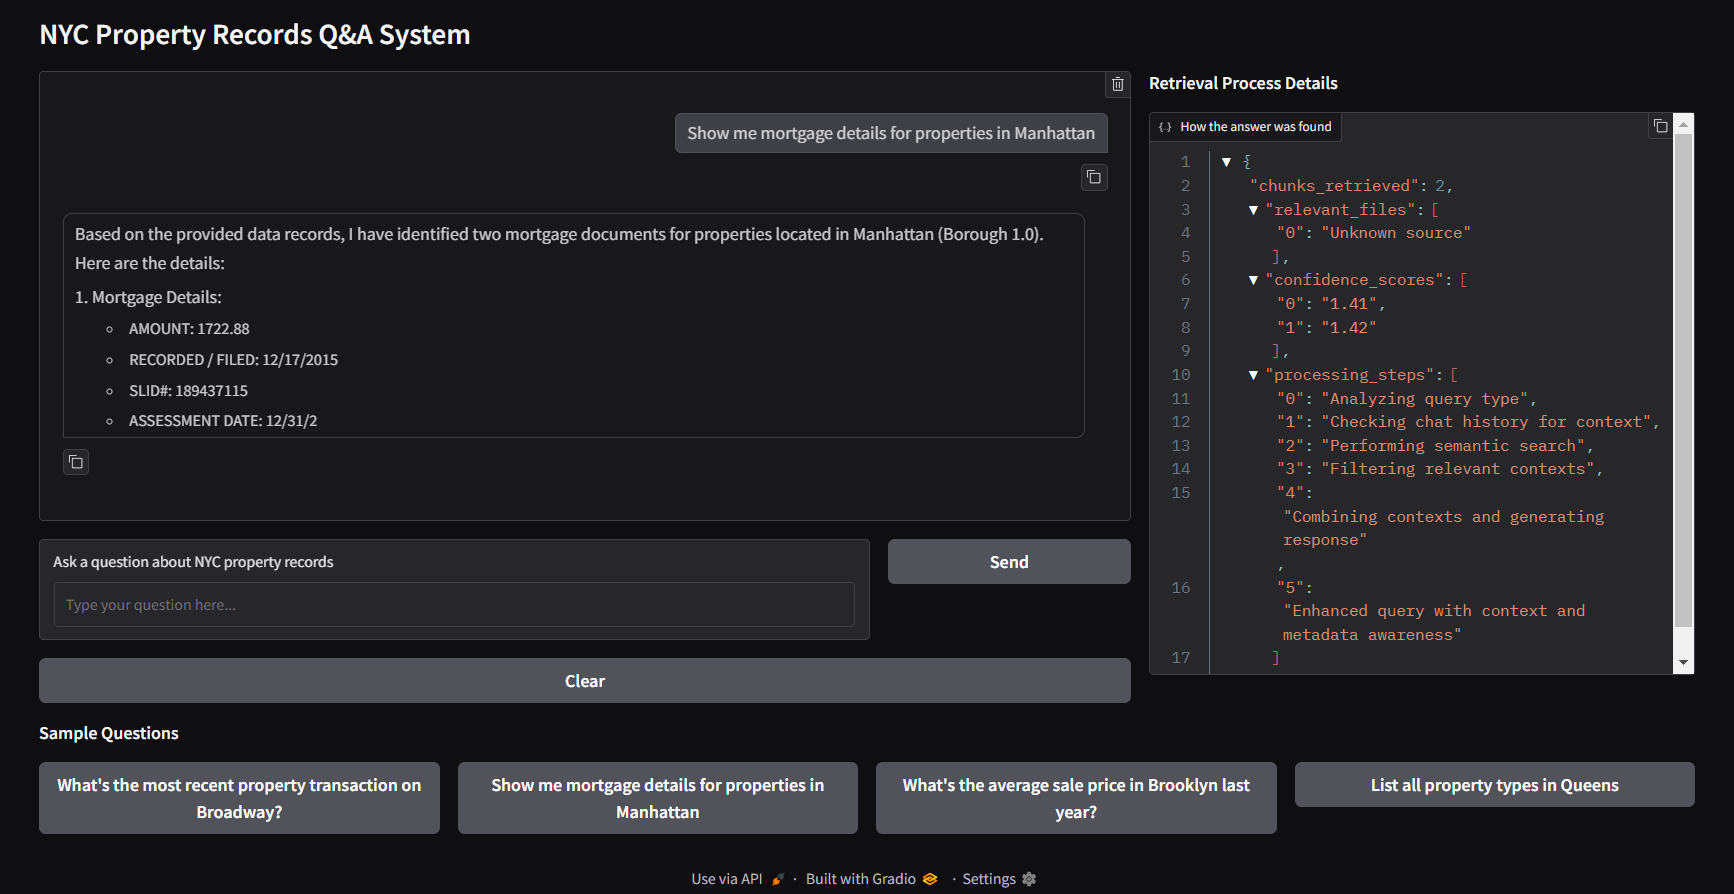 NYC Property Records Q&A System
Show me mortgage details for properties in Manhattan
Based on the provided data records, I have identified two mortgage documents for properties located in Manhattan (Borough 1.0).
Here are the details:
1. Mortgage Details:
AMOUNT: 1722.88
RECORDED / FILED: 12/17/2015
SLID#: 189437115
ASSESSMENT DATE: 12/31/2
Ask a question about NYC property records
Type your question here...
Send
Clear
Retrieval Process Details
{} How the answer was found
1 ▼ {
2 "chunks_retrieved": 2,
3 ▼ "relevant_files": [
4 "0": "Unknown source"
5 ],
6 ▼ "confidence_scores": [
7 "0": "1.41",
8 "1": "1.42"
9 ],
10 ▼ "processing_steps": [
11 "0": "Analyzing query type",
12 "1": "Checking chat history for context",
13 "2": "Performing semantic search",
14 "3": "Filtering relevant contexts",
15 "4":
"Combining contexts and generating
response"
,
16 "5":
"Enhanced query with context and
metadata awareness"
17 ]
Sample Questions
What's the most recent property transaction on
Broadway?
Show me mortgage details for properties in
Manhattan
What's the average sale price in Brooklyn last
year?
List all property types in Queens
Use via API · Built with Gradio · Settings